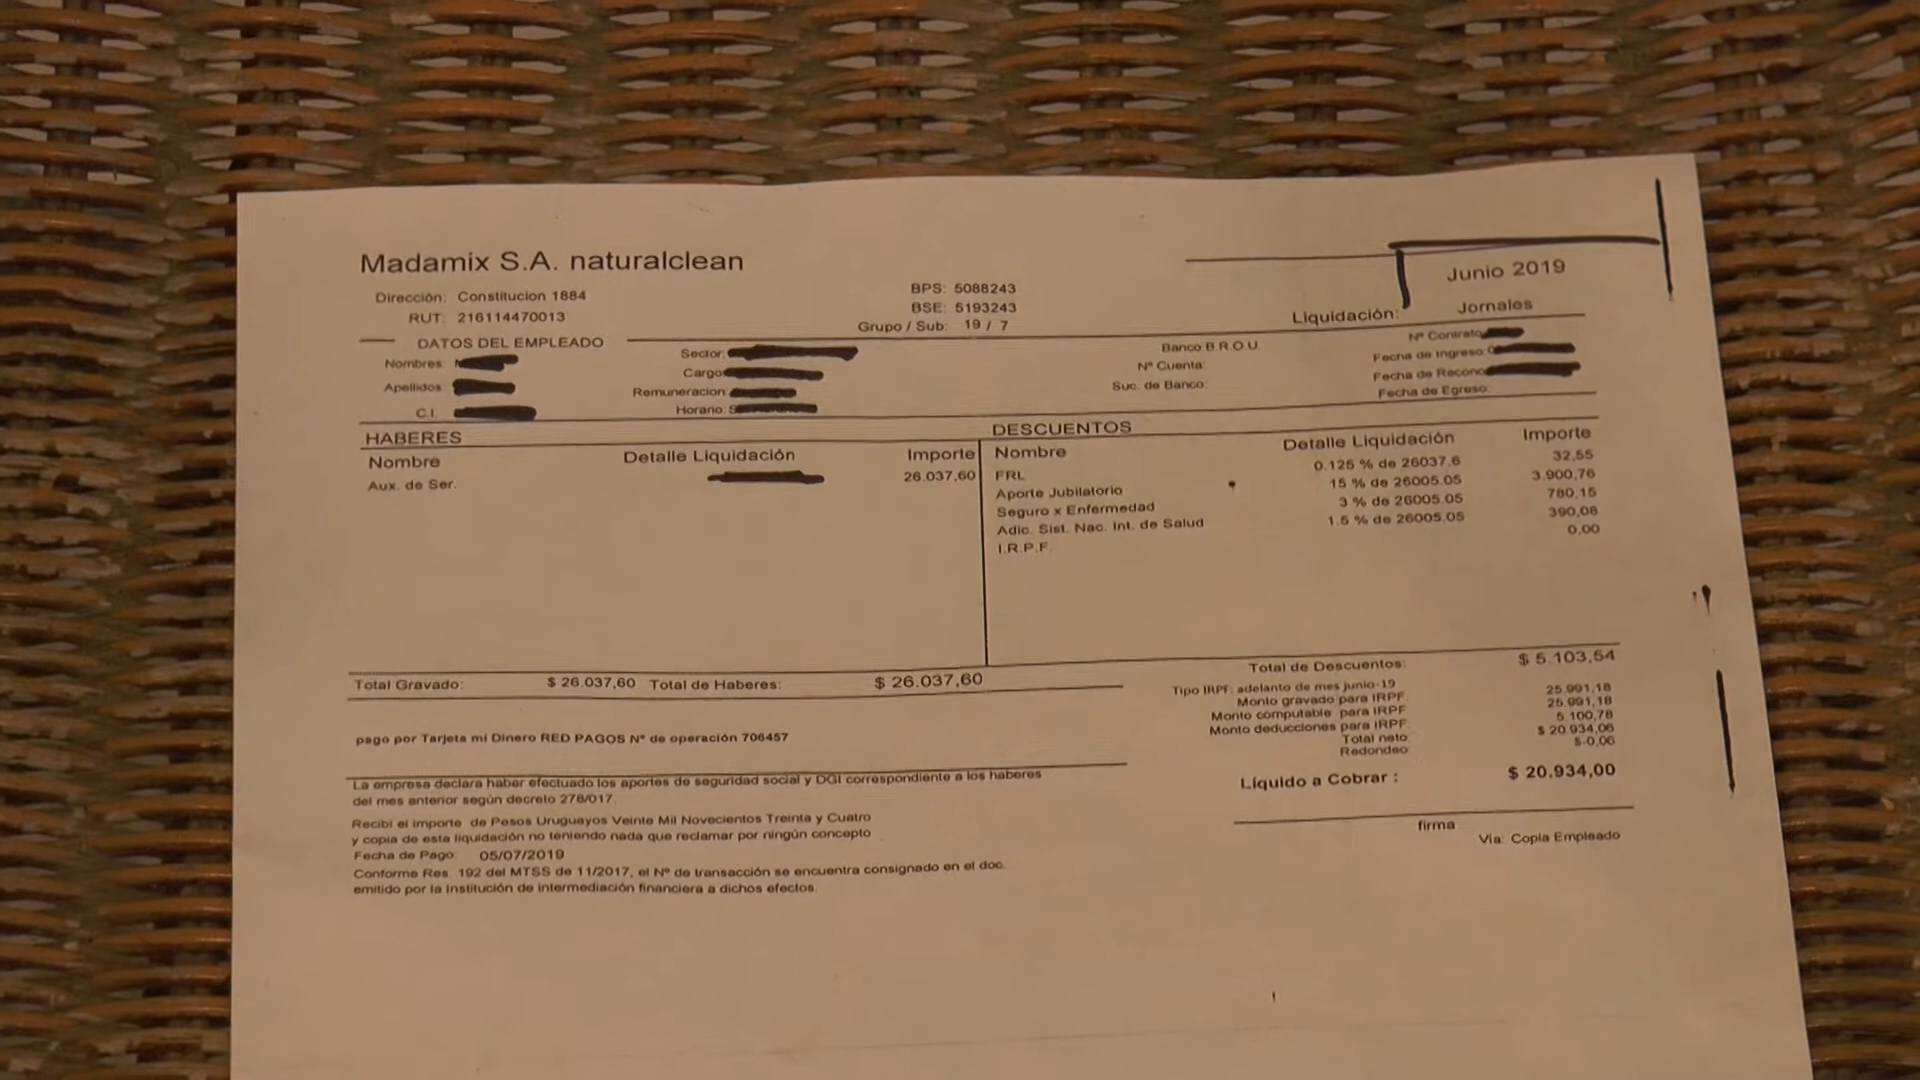 Madamix S.A. naturalclean
Junio 2019
Dirección: Constitucion 1884
BPS: 5088243
RUT: 216114470013
BSE: 5193243
Liquidación: Jornales
Grupo / Sub: 19 / 7
DATOS DEL EMPLEADO
Nombres:
Sector:
Banco B.R.O.U.
Nº Contrato
Apellidos
Cargo
Nº Cuenta:
Fecha de Ingreso:
C.I.
Remuneracion:
Suc. de Banco:
Fecha de Recono
Horario: S
Fecha de Egreso:
HABERES
DESCUENTOS
Nombre Detalle Liquidación Importe
Nombre Detalle Liquidación Importe
Aux. de Ser. 26.037,60
FRL 0.125 % de 26037.6 32,55
Aporte Jubilatorio 15 % de 26005.05 3.900,76
Seguro x Enfermedad 3 % de 26005.05 780,15
Adic. Sist. Nac. Int. de Salud 1.5 % de 26005.05 390,08
I.R.P.F. 0,00
Total Gravado: $ 26.037,60 Total de Haberes: $ 26.037,60
Total de Descuentos: $ 5.103,54
Tipo IRPF: adelanto de mes junio-19
Monto gravado para IRPF: 25.991,18
Monto computable para IRPF 25.991,18
Monto deducciones para IRPF: 5.100,78
Total neto: $ 20.934,06
Redondeo $-0,06
Líquido a Cobrar : $ 20.934,00
pago por Tarjeta mi Dinero RED PAGOS Nº de operación 706457
La empresa declara haber efectuado los aportes de seguridad social y DGI correspondiente a los haberes
del mes anterior según decreto 278/017.
Recibí el importe de Pesos Uruguayos Veinte Mil Novecientos Treinta y Cuatro
y copia de esta liquidación no teniendo nada que reclamar por ningún concepto
Fecha de Pago 05/07/2019
Conforme Res. 192 del MTSS de 11/2017, el Nº de transacción se encuentra consignado en el doc.
emitido por la Institución de intermediación financiera a dichos efectos.
firma
Vía: Copia Empleado